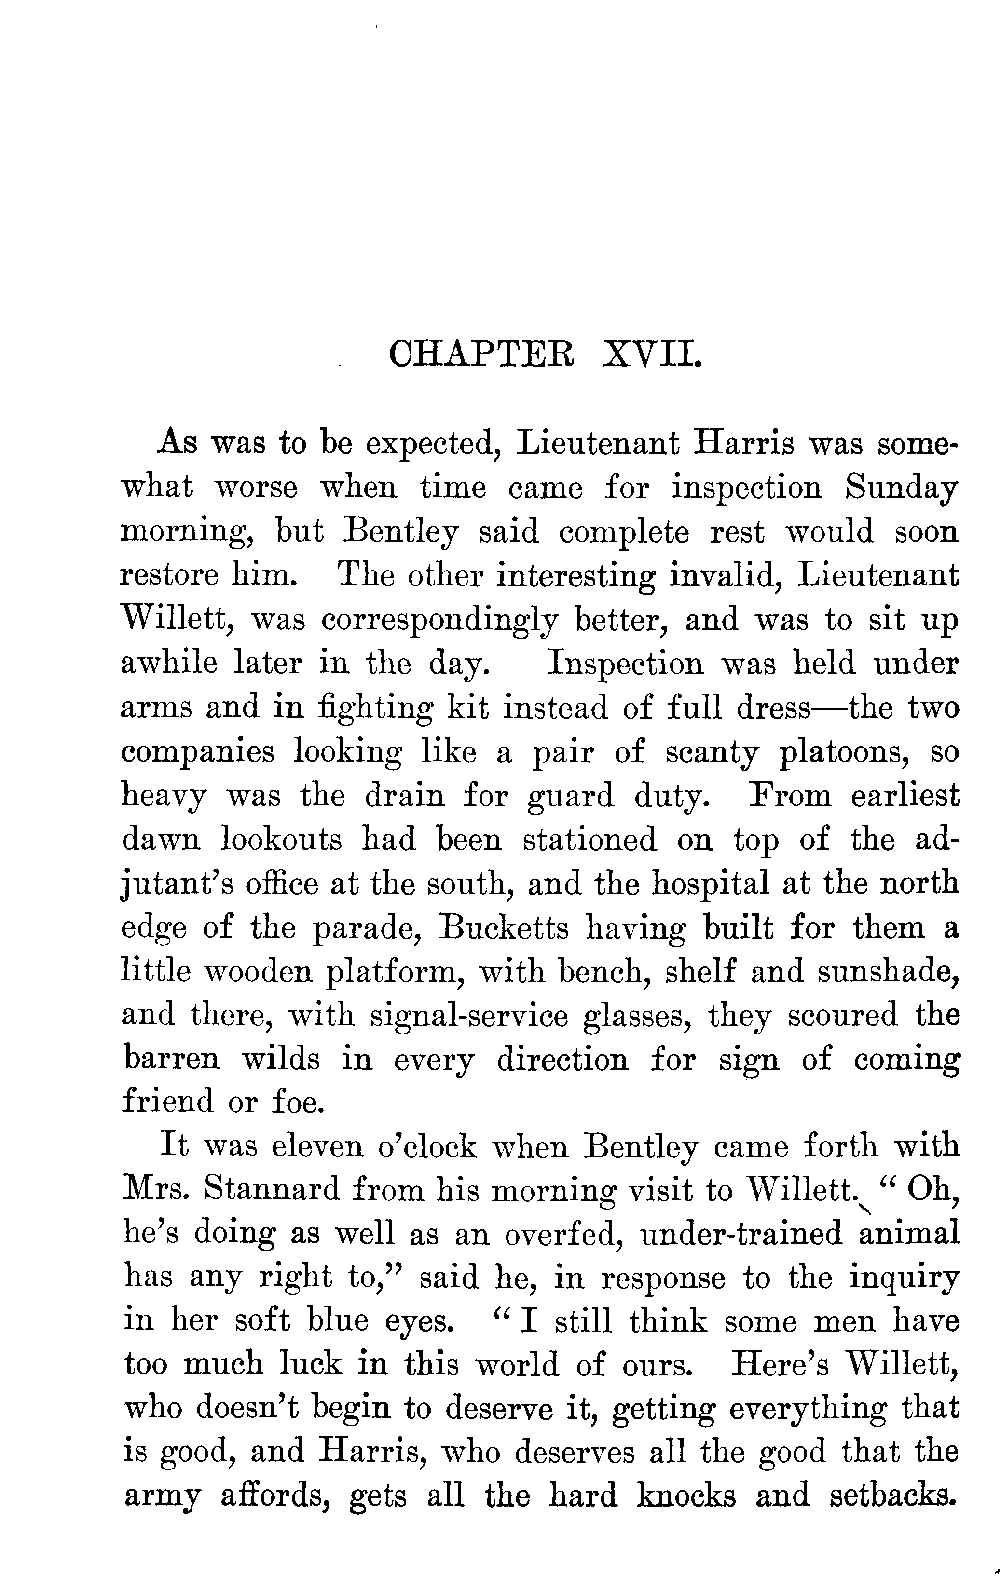 CHAPTER XVII.
As was to be expected, Lieutenant Harris was some-
what worse when time came for inspection Sunday
morning, but Bentley said complete rest would soon
restore him. The other interesting invalid, Lieutenant
Willett, was correspondingly better, and was to sit up
awhile later in the day. Inspection was held under
arms and in fighting kit instead of full dress—the two
companies looking like a pair of scanty platoons, so
heavy was the drain for guard duty. From earliest
dawn lookouts had been stationed on top of the ad-
jutant's office at the south, and the hospital at the north
edge of the parade, Bucketts having built for them a
little wooden platform, with bench, shelf and sunshade,
and there, with signal-service glasses, they scoured the
barren wilds in every direction for sign of coming
friend or foe.
It was eleven o'clock when Bentley came forth with
Mrs. Stannard from his morning visit to Willett. "Oh,
he's doing as well as an overfed, under-trained animal
has any right to," said he, in response to the inquiry
in her soft blue eyes. "I still think some men have
too much luck in this world of ours. Here's Willett,
who doesn't begin to deserve it, getting everything that
is good, and Harris, who deserves all the good that the
army affords, gets all the hard knocks and setbacks.